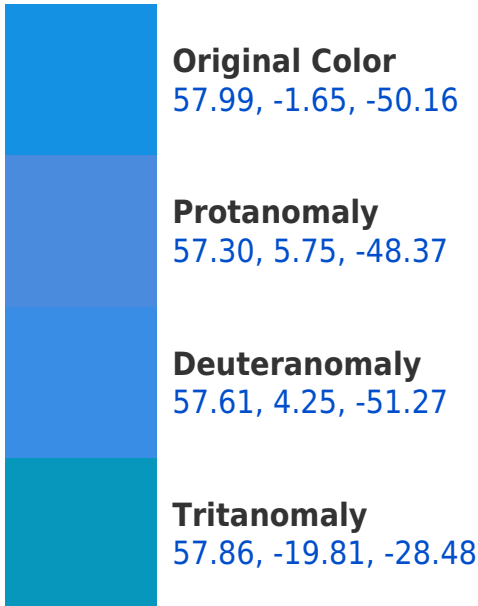 Original Color
57.99, -1.65, -50.16
Protanomaly
57.30, 5.75, -48.37
Deuteranomaly
57.61, 4.25, -51.27
Tritanomaly
57.86, -19.81, -28.48